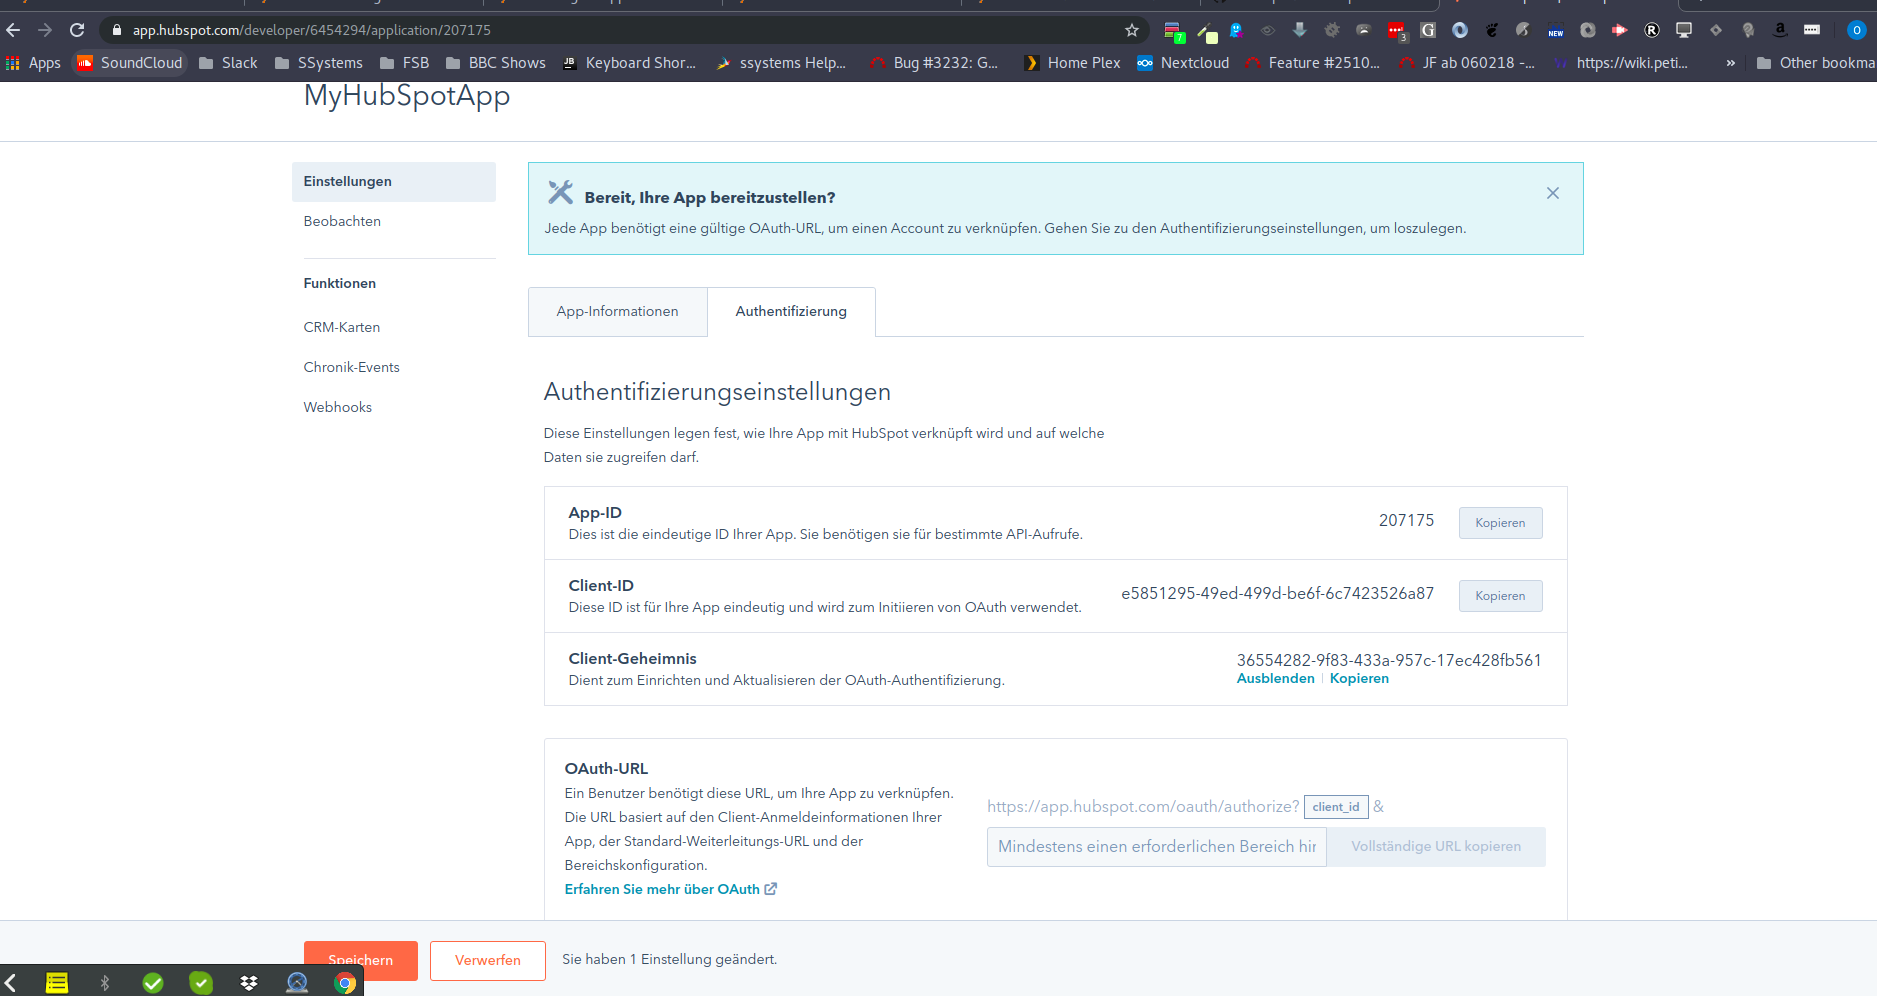 app.hubspot.com/developer/6454294/application/207175
7
3
G
NEW
R
a
O
Apps
SoundCloud
Slack
SSystems
FSB
BBC Shows
JB
Keyboard Shor...
ssystems Help...
Bug #3232: G...
Home Plex
Nextcloud
Feature #2510...
JF ab 060218 -...
https://wiki.peti...
»
Other bookma
MyHubSpotApp
Einstellungen
Beobachten
Funktionen
CRM-Karten
Chronik-Events
Webhooks
Bereit, Ihre App bereitzustellen?
Jede App benötigt eine gültige OAuth-URL, um einen Account zu verknüpfen. Gehen Sie zu den Authentifizierungseinstellungen, um loszulegen.
App-Informationen
Authentifizierung
Authentifizierungseinstellungen
Diese Einstellungen legen fest, wie Ihre App mit HubSpot verknüpft wird und auf welche
Daten sie zugreifen darf.
App-ID
Dies ist die eindeutige ID Ihrer App. Sie benötigen sie für bestimmte API-Aufrufe.
207175
Kopieren
Client-ID
Diese ID ist für Ihre App eindeutig und wird zum Initiieren von OAuth verwendet.
e5851295-49ed-499d-be6f-6c7423526a87
Kopieren
Client-Geheimnis
Dient zum Einrichten und Aktualisieren der OAuth-Authentifizierung.
36554282-9f83-433a-957c-17ec428fb561
Ausblenden | Kopieren
OAuth-URL
Ein Benutzer benötigt diese URL, um Ihre App zu verknüpfen.
Die URL basiert auf den Client-Anmeldeinformationen Ihrer
App, der Standard-Weiterleitungs-URL und der
Bereichskonfiguration.
Erfahren Sie mehr über OAuth
https://app.hubspot.com/oauth/authorize? client_id &
Mindestens einen erforderlichen Bereich hin
Vollständige URL kopieren
Speichern
Verwerfen
Sie haben 1 Einstellung geändert.